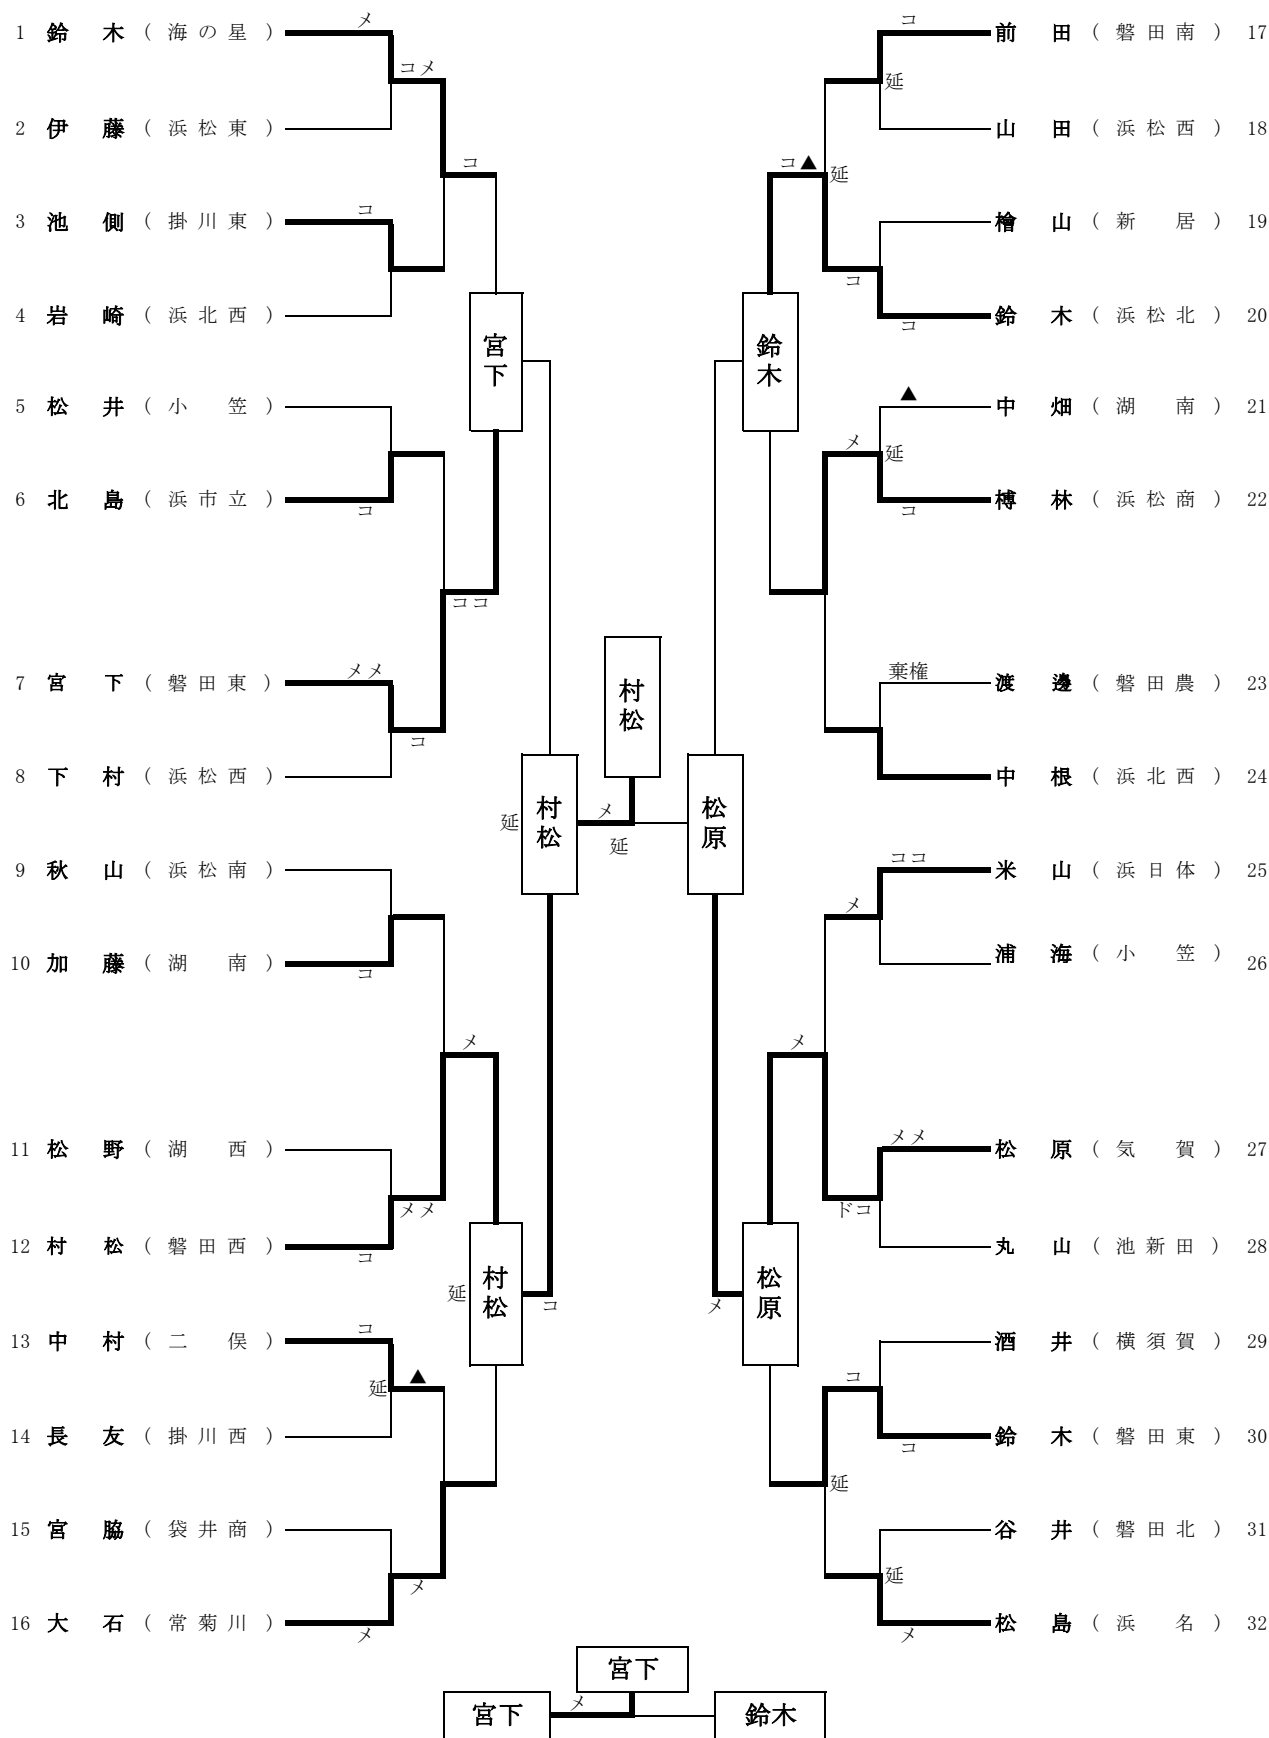 1 鈴 木 ( 海 の 星 )
メ
コメ
2 伊 藤 ( 浜 松 東 )
コ
3 池 側 ( 掛 川 東 )
コ
4 岩 崎 ( 浜 北 西 )
宮下
5 松 井 ( 小 笠 )
6 北 島 ( 浜 市 立 )
コ
ココ
7 宮 下 ( 磐 田 東 )
メメ
コ
8 下 村 ( 浜 松 西 )
延
村松
9 秋 山 ( 浜 松 南 )
10 加 藤 ( 湖 南 )
コ
メ
11 松 野 ( 湖 西 )
メメ
12 村 松 ( 磐 田 西 )
コ
延
村松
コ
13 中 村 ( 二 俣 )
コ
延
▲
14 長 友 ( 掛 川 西 )
15 宮 脇 ( 袋 井 商 )
メ
16 大 石 ( 常 菊 川 )
メ
村松
メ
延
コ
前 田 ( 磐 田 南 ) 17
延
山 田 ( 浜 松 西 ) 18
コ▲
延
檜 山 ( 新 居 ) 19
コ
鈴 木 ( 浜 松 北 ) 20
コ
鈴木
▲
中 畑 ( 湖 南 ) 21
メ
延
榑 林 ( 浜 松 商 ) 22
コ
棄権
渡 邊 ( 磐 田 農 ) 23
中 根 ( 浜 北 西 ) 24
松原
ココ
米 山 ( 浜 日 体 ) 25
メ
浦 海 ( 小 笠 ) 26
メ
メメ
松 原 ( 気 賀 ) 27
ドコ
丸 山 ( 池 新 田 ) 28
松原
メ
酒 井 ( 横 須 賀 ) 29
コ
鈴 木 ( 磐 田 東 ) 30
コ
延
谷 井 ( 磐 田 北 ) 31
延
松 島 ( 浜 名 ) 32
メ
宮下
宮下
メ
鈴木